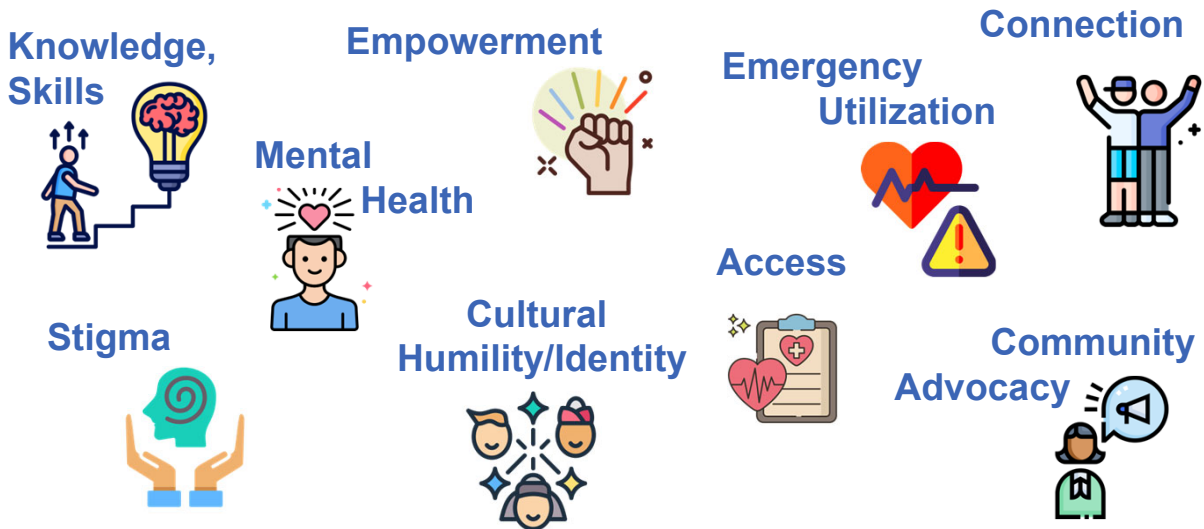 Knowledge,
Skills
Empowerment
Connection
Emergency
Utilization
Mental
Health
Access
Stigma
Cultural
Humility/Identity
Community
Advocacy